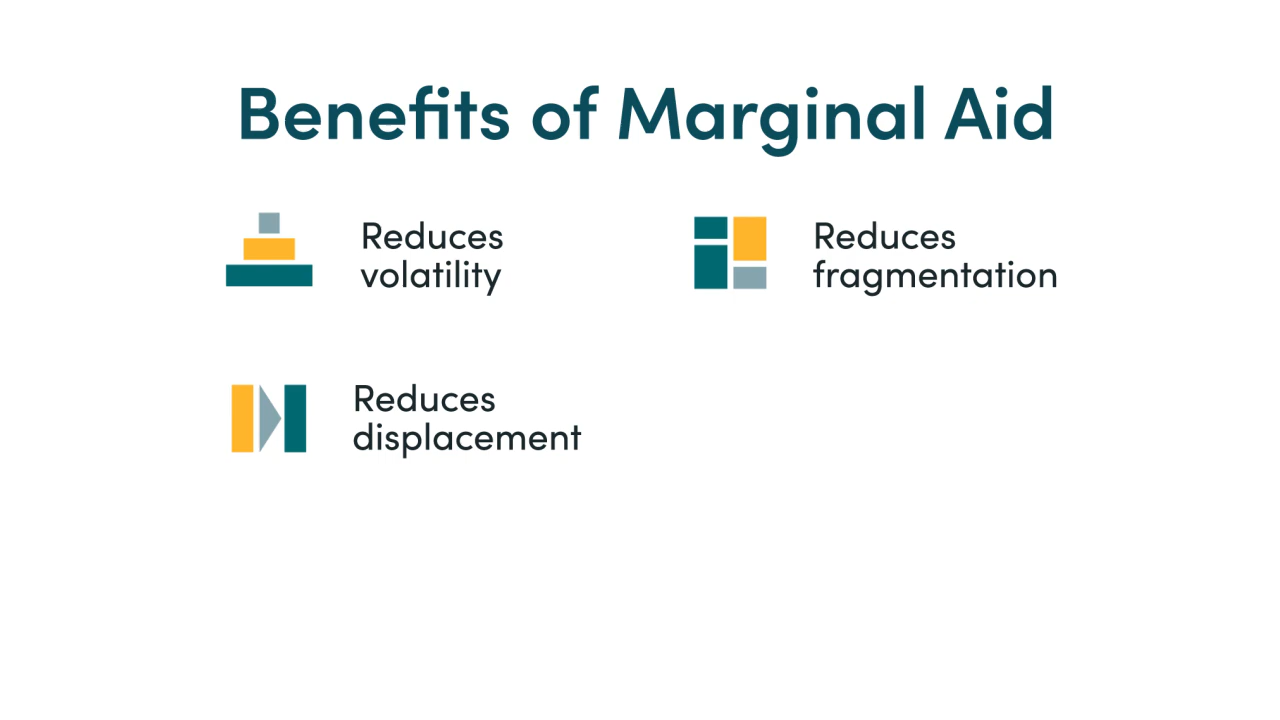 Benefits of Marginal Aid
Reduces
volatility
Reduces
fragmentation
Reduces
displacement